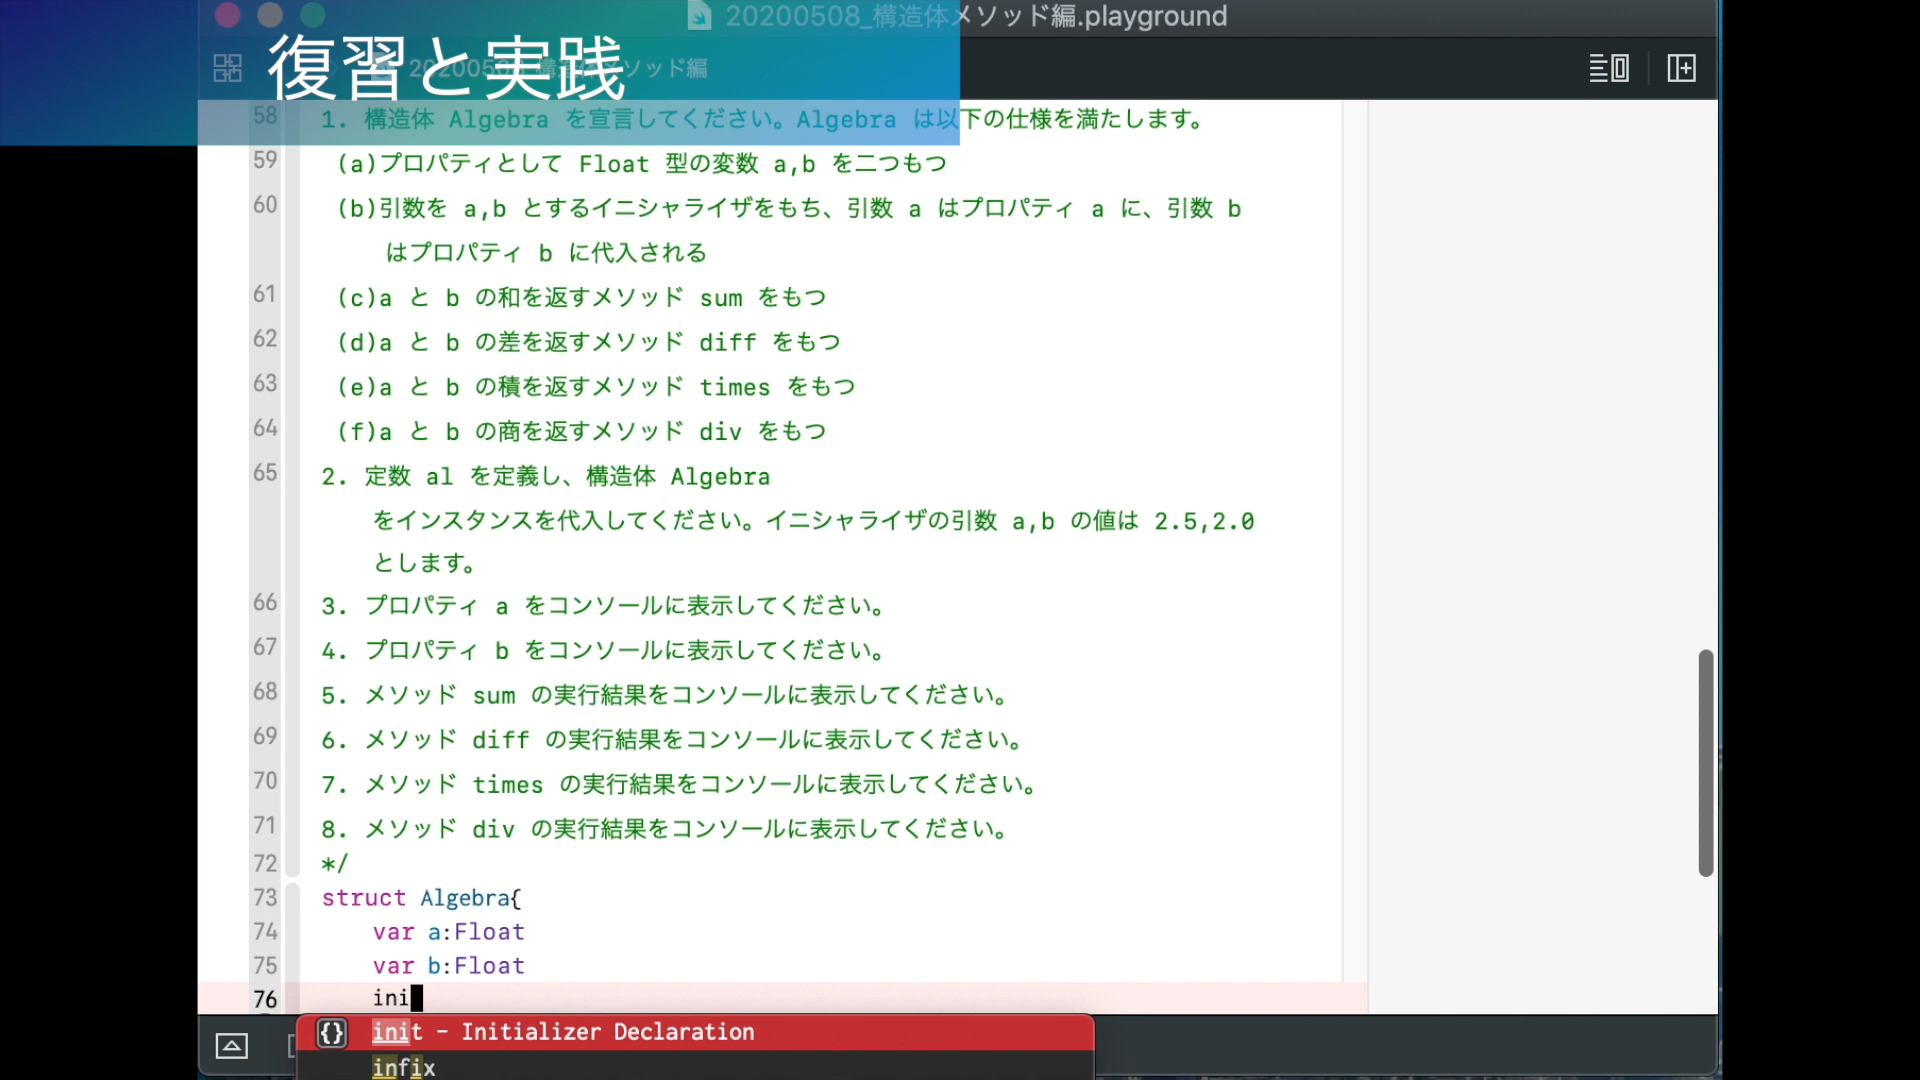 20200508_構造体メソッド編.playground
復習と実践
20200508_構造体メソッド編
58 1. 構造体 Algebra を宣言してください。Algebra は以下の仕様を満たします。
59 (a)プロパティとして Float 型の変数 a,b を二つもつ
60 (b)引数を a,b とするイニシャライザをもち、引数 a はプロパティ a に、引数 b
はプロパティ b に代入される
61 (c)a と b の和を返すメソッド sum をもつ
62 (d)a と b の差を返すメソッド diff をもつ
63 (e)a と b の積を返すメソッド times をもつ
64 (f)a と b の商を返すメソッド div をもつ
65 2. 定数 al を定義し、構造体 Algebra
をインスタンスを代入してください。イニシャライザの引数 a,b の値は 2.5,2.0
とします。
66 3. プロパティ a をコンソールに表示してください。
67 4. プロパティ b をコンソールに表示してください。
68 5. メソッド sum の実行結果をコンソールに表示してください。
69 6. メソッド diff の実行結果をコンソールに表示してください。
70 7. メソッド times の実行結果をコンソールに表示してください。
71 8. メソッド div の実行結果をコンソールに表示してください。
72 */
73 struct Algebra{
74 var a:Float
75 var b:Float
76 ini
{} init – Initializer Declaration
infix